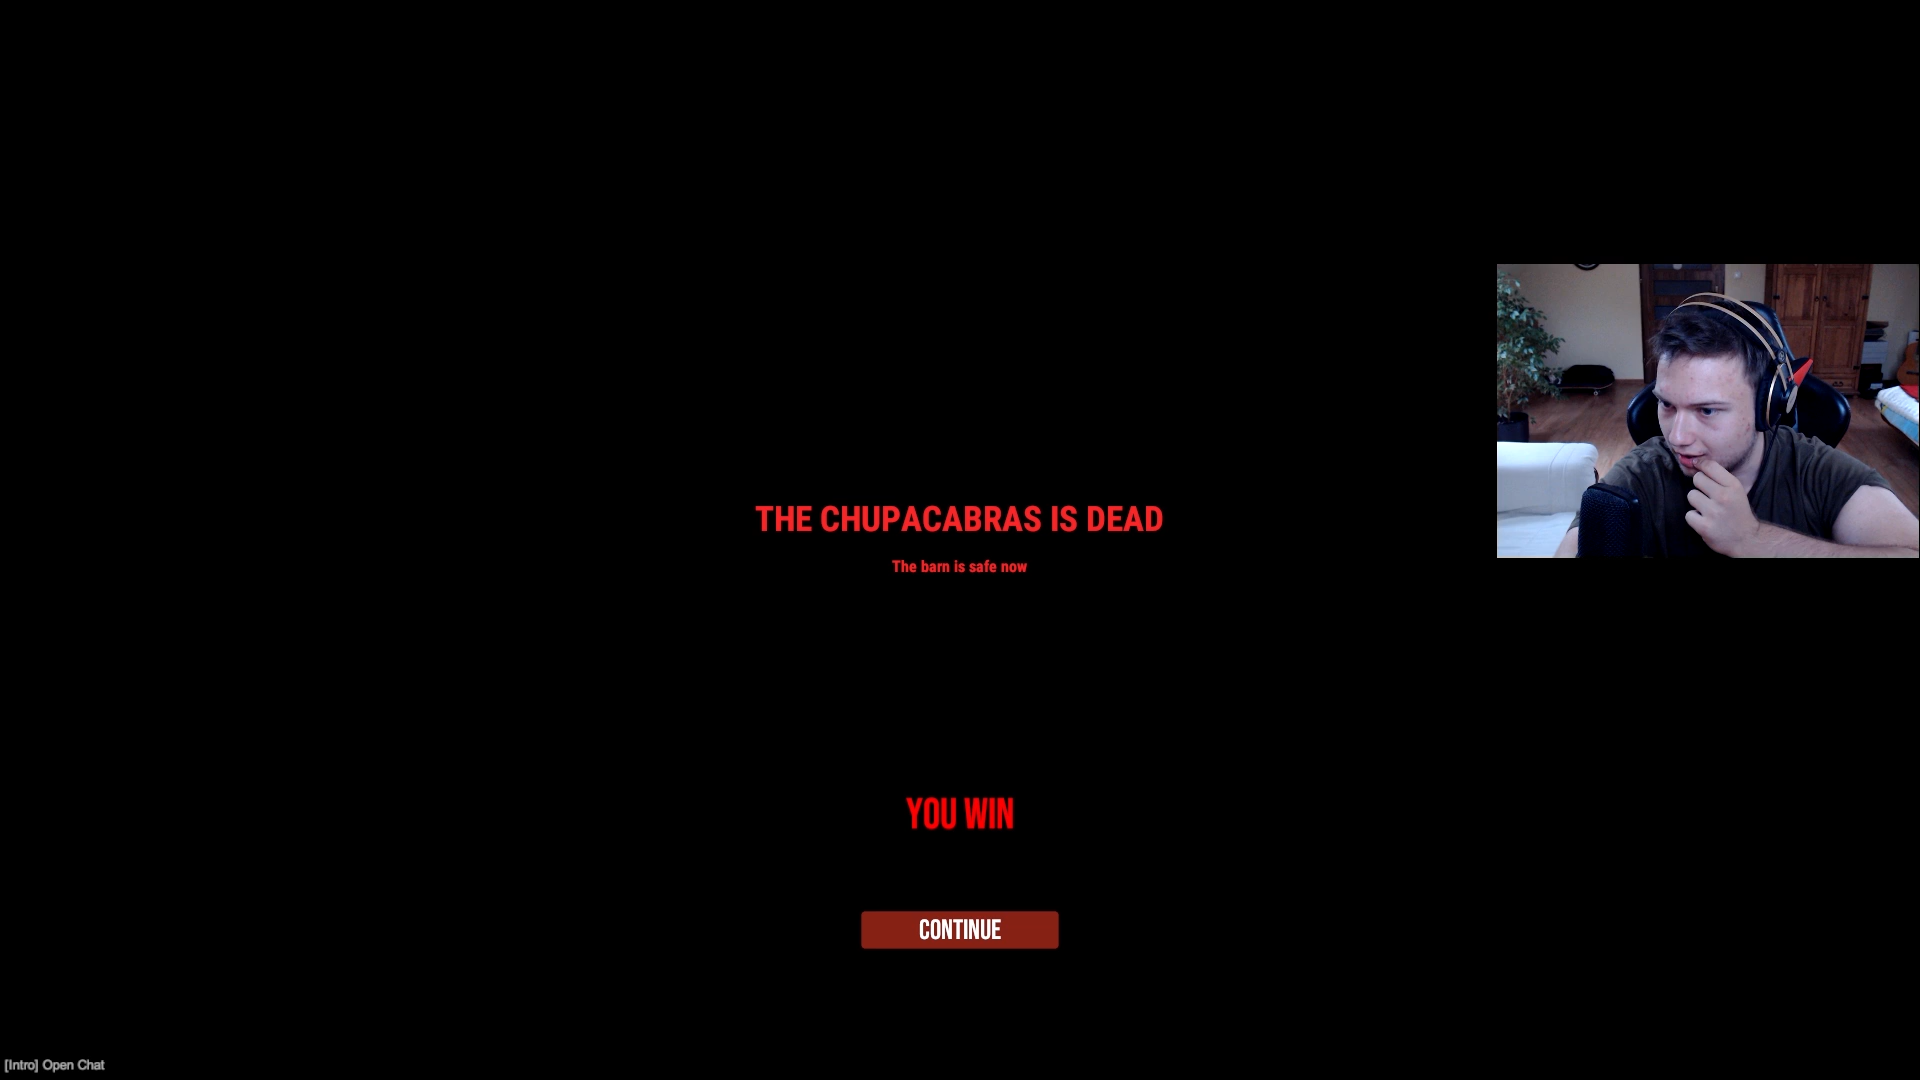 THE CHUPACABRAS IS DEAD
The barn is safe now
YOU WIN
CONTINUE
[Intro] Open Chat